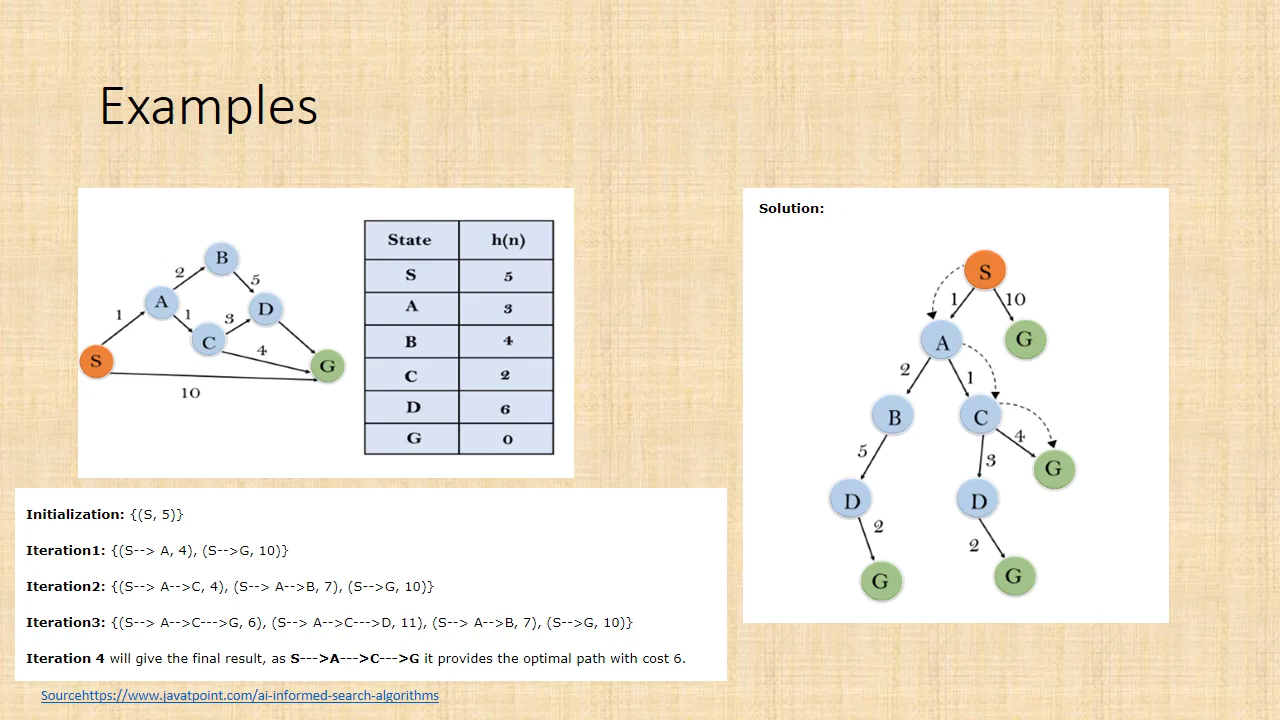 Examples
B
2
5
A
D
1
1
3
C
4
S
G
10
State h(n)
S 5
A 3
B 4
C 2
D 6
G 0
Initialization: {(S, 5)}
Iteration1: {(S--> A, 4), (S-->G, 10)}
Iteration2: {(S--> A-->C, 4), (S--> A-->B, 7), (S-->G, 10)}
Iteration3: {(S--> A-->C--->G, 6), (S--> A-->C--->D, 11), (S--> A-->B, 7), (S-->G, 10)}
Iteration 4 will give the final result, as S--->A--->C--->G it provides the optimal path with cost 6.
Sourcehttps://www.javatpoint.com/ai-informed-search-algorithms
Solution:
S
1 10
A G
2 1
B C
4
5 3 G
D D
2 2
G G